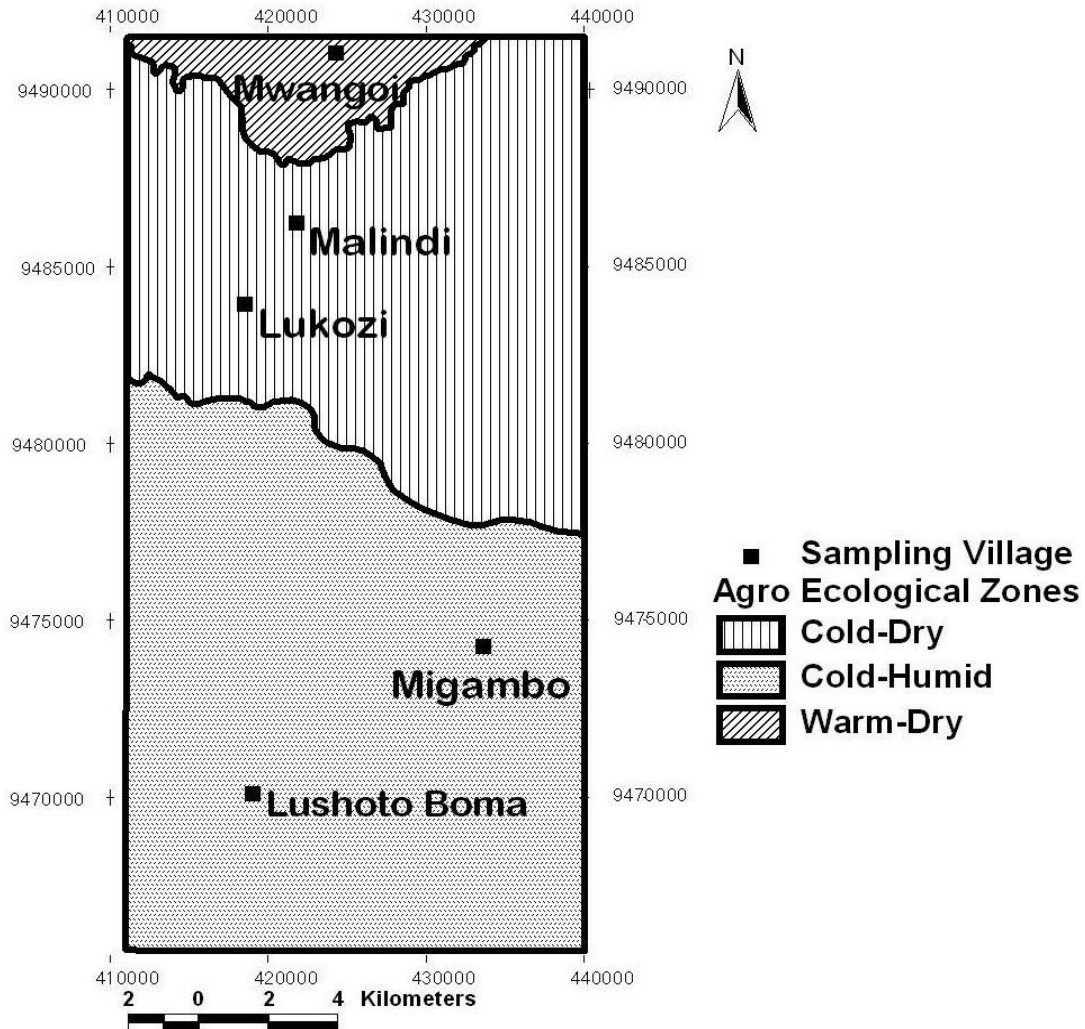 410000 420000 430000 440000
N
9490000 9490000
Mwangoi
Malindi
9485000 9485000
Lukozi
9480000 9480000
Sampling Village
Agro Ecological Zones
Cold-Dry
9475000 9475000
Migambo
Cold-Humid
Warm-Dry
9470000 9470000
Lushoto Boma
410000 420000 430000 440000
2 0 2 4 Kilometers